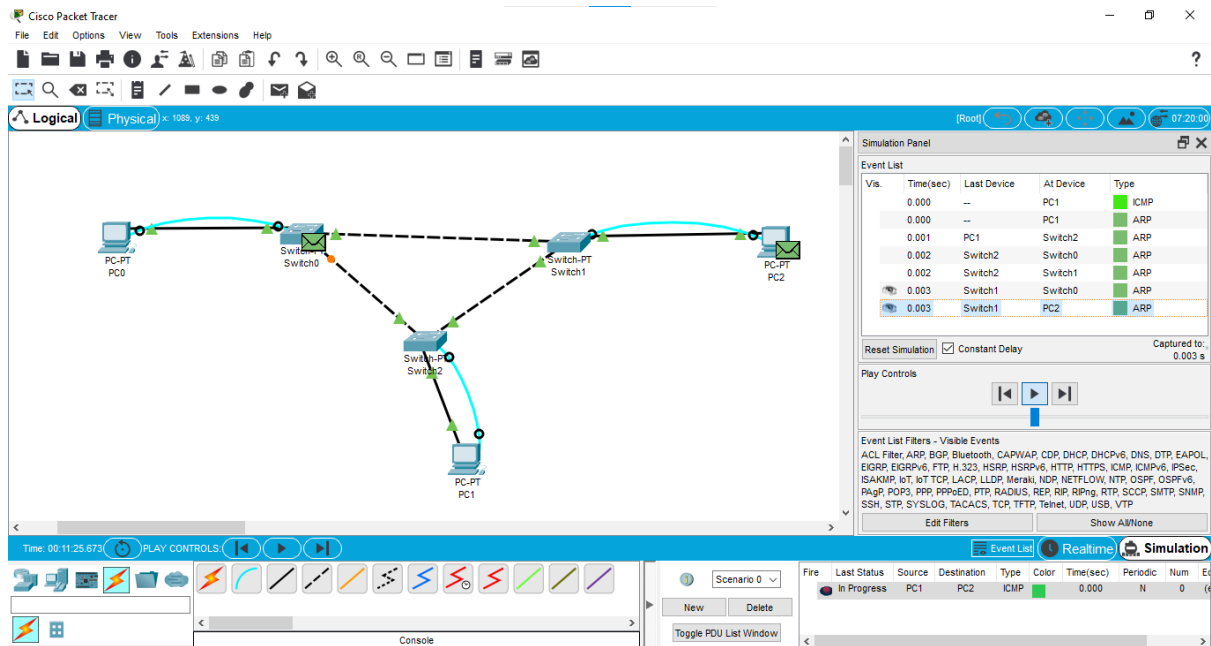 Cisco Packet Tracer
File Edit Options View Tools Extensions Help
?
Logical Physical x: 1089, y: 439 [Root] 07:20:00
PC-PT
PC0
Switch0
Switch-PT
Switch1
PC-PT
PC2
Switch-PT
Switch2
PC-PT
PC1
Simulation Panel
Event List
Vis. Time(sec) Last Device At Device Type
0.000 -- PC1 ICMP
0.000 -- PC1 ARP
0.001 PC1 Switch2 ARP
0.002 Switch2 Switch0 ARP
0.002 Switch2 Switch1 ARP
0.003 Switch1 Switch0 ARP
0.003 Switch1 PC2 ARP
Reset Simulation Constant Delay Captured to:
0.003 s
Play Controls
Event List Filters - Visible Events
ACL Filter, ARP, BGP, Bluetooth, CAPWAP, CDP, DHCP, DHCPv6, DNS, DTP, EAPOL,
EIGRP, EIGRPv6, FTP, H.323, HSRP, HSRPv6, HTTP, HTTPS, ICMP, ICMPv6, IPSec,
ISAKMP, IoT, IoT TCP, LACP, LLDP, Meraki, NDP, NETFLOW, NTP, OSPF, OSPFv6,
PAgP, POP3, PPP, PPPoED, PTP, RADIUS, REP, RIP, RIPng, RTP, SCCP, SMTP, SNMP,
SSH, STP, SYSLOG, TACACS, TCP, TFTP, Telnet, UDP, USB, VTP
Edit Filters Show All/None
Time: 00:11:25.673 PLAY CONTROLS: Event List Realtime Simulation
Scenario 0
New Delete
Toggle PDU List Window
Fire Last Status Source Destination Type Color Time(sec) Periodic Num
In Progress PC1 PC2 ICMP 0.000 N 0
Console